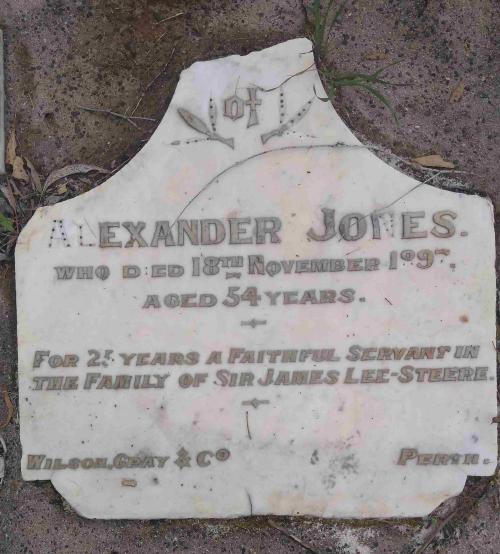 of
ALEXANDER JONES.
WHO DIED 18TH NOVEMBER
AGED 54 YEARS.
FOR YEARS A FAITHFUL SERVANT IN
THE FAMILY OF SIR JAMES LEE-STEERE.
WILSON, GRAY & CO PERTH.